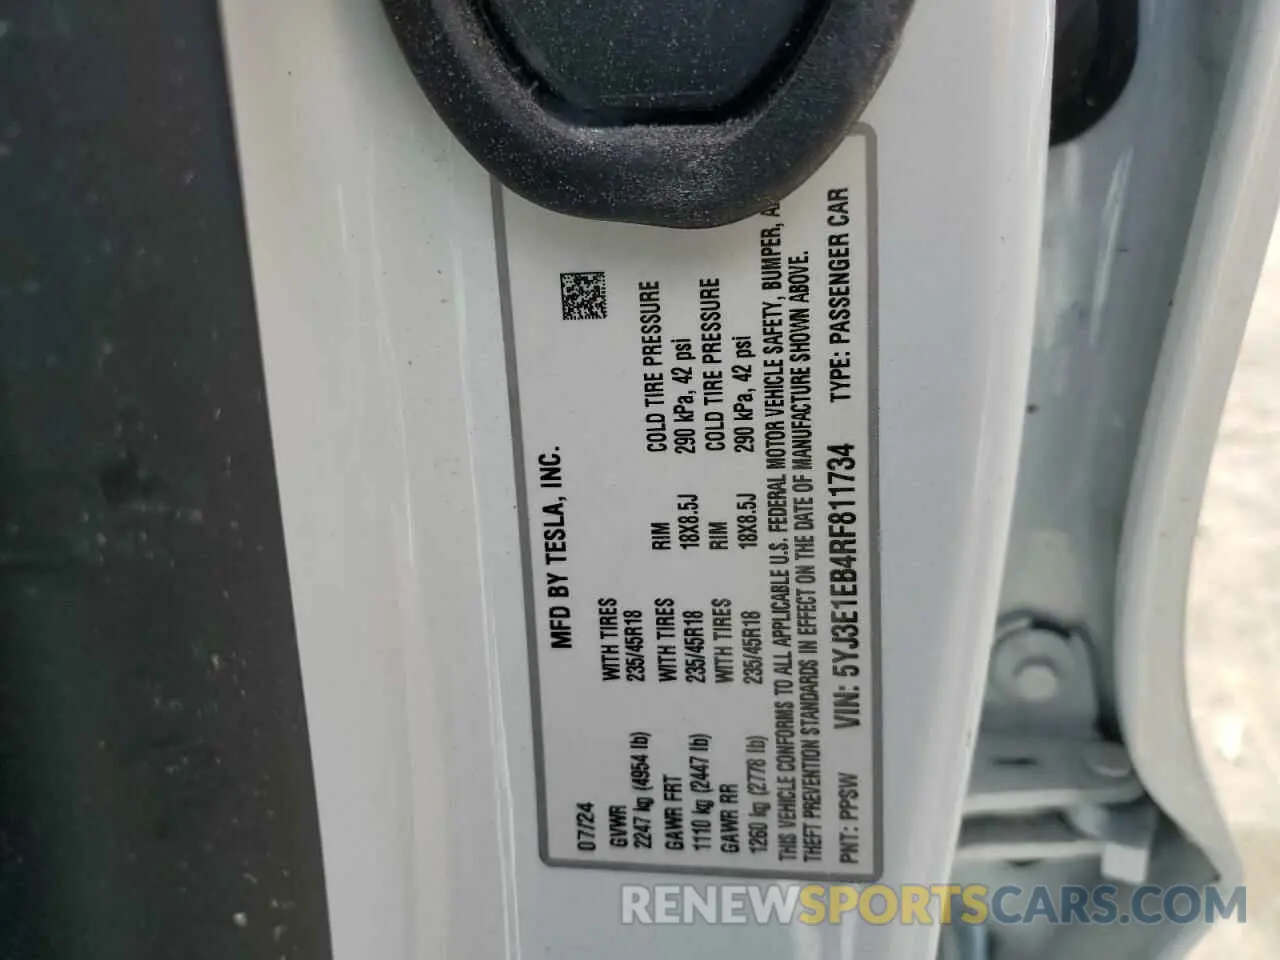 MFD BY TESLA, INC.
07/24
GVWR WITH TIRES
2247 kg (4954 lb) 235/45R18 COLD TIRE PRESSURE
GAWR FRT WITH TIRES RIM 290 kPa, 42 psi
1110 kg (2447 lb) 235/45R18 18X8.5J COLD TIRE PRESSURE
GAWR RR WITH TIRES RIM 290 kPa, 42 psi
1260 kg (2778 lb) 235/45R18 18X8.5J
THIS VEHICLE CONFORMS TO ALL APPLICABLE U.S. FEDERAL MOTOR VEHICLE SAFETY, BUMPER,
THEFT PREVENTION STANDARDS IN EFFECT ON THE DATE OF MANUFACTURE SHOWN ABOVE.
PNT: PPSW VIN: 5YJ3E1EB4RF811734 TYPE: PASSENGER CAR
RENEWSPORTSCARS.COM